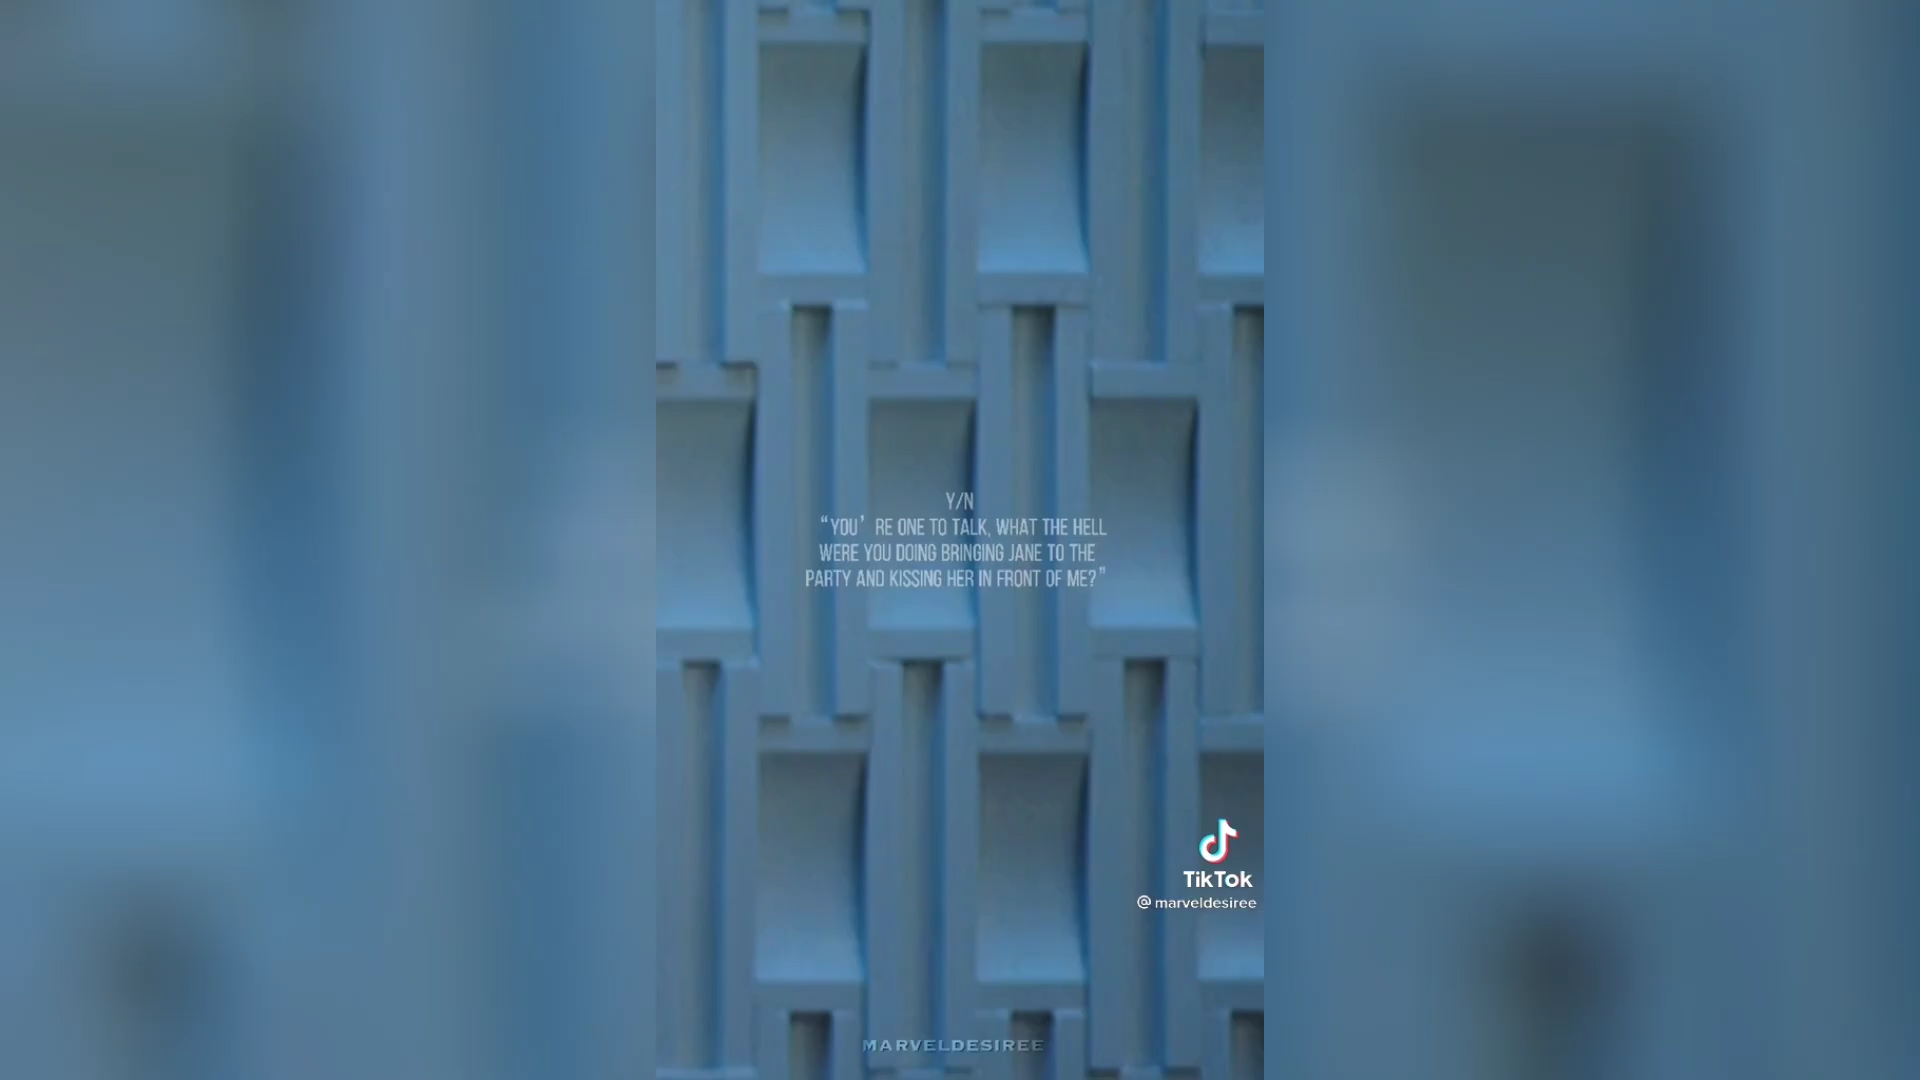 Y/N
“YOU’ RE ONE TO TALK, WHAT THE HELL
WERE YOU DOING BRINGING JANE TO THE
PARTY AND KISSING HER IN FRONT OF ME?”
TikTok
@marveldesiree
MARVELDESIREE